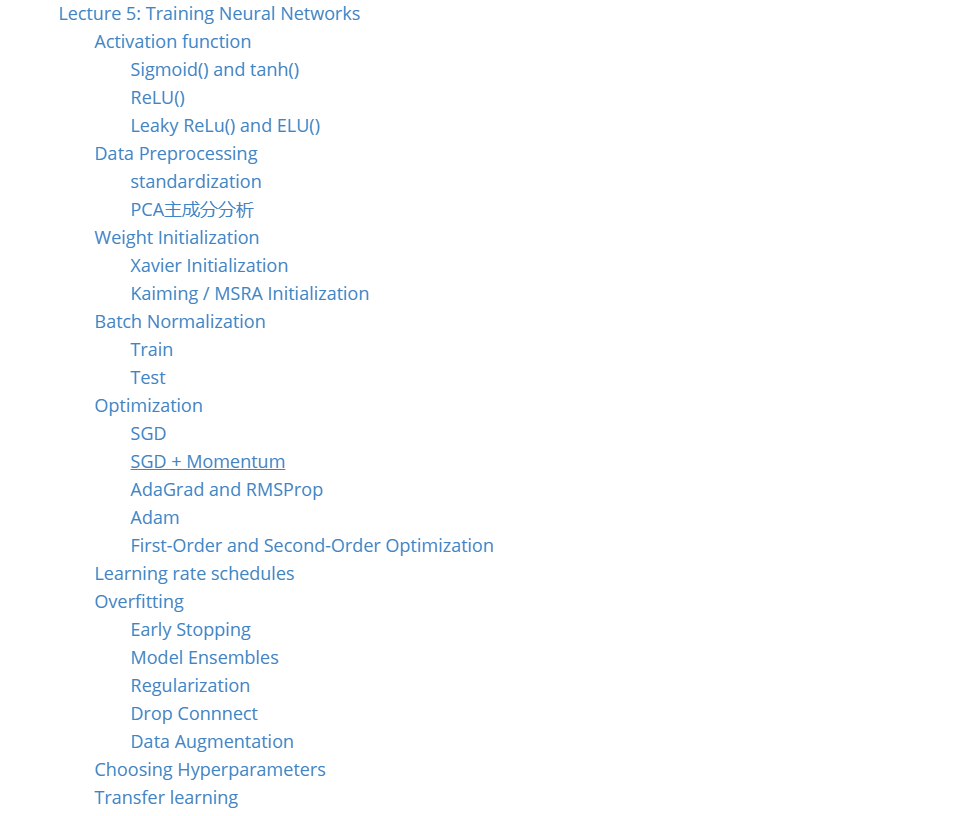 Lecture 5: Training Neural Networks
Activation function
Sigmoid() and tanh()
ReLU()
Leaky ReLu() and ELU()
Data Preprocessing
standardization
PCA主成分分析
Weight Initialization
Xavier Initialization
Kaiming / MSRA Initialization
Batch Normalization
Train
Test
Optimization
SGD
SGD + Momentum
AdaGrad and RMSProp
Adam
First-Order and Second-Order Optimization
Learning rate schedules
Overfitting
Early Stopping
Model Ensembles
Regularization
Drop Connnect
Data Augmentation
Choosing Hyperparameters
Transfer learning